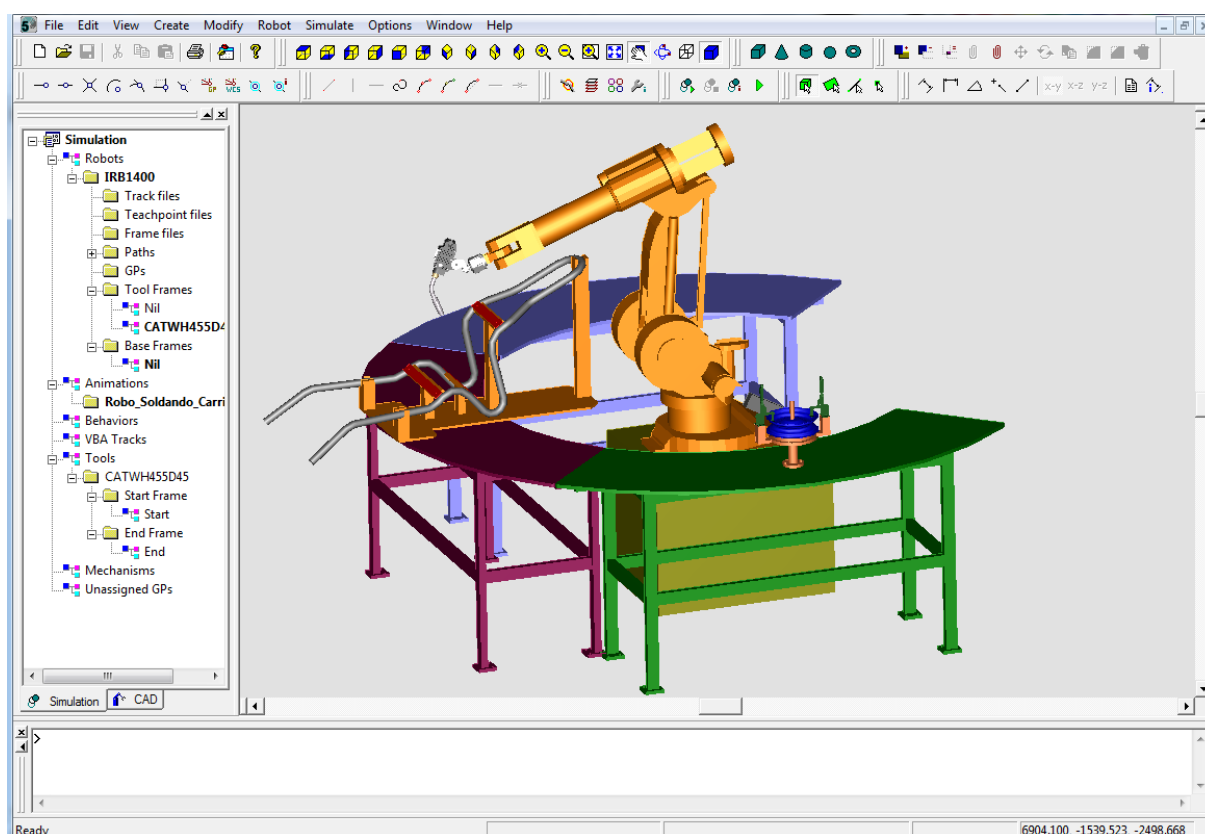 File Edit View Create Modify Robot Simulate Options Window Help
x-y x-z y-z
Simulation
Robots
IRB1400
Track files
Teachpoint files
Frame files
Paths
GPs
Tool Frames
Nil
CATWH455D4
Base Frames
Nil
Animations
Robo_Soldando_Carri
Behaviors
VBA Tracks
Tools
CATWH455D45
Start Frame
Start
End Frame
End
Mechanisms
Unassigned GPs
Simulation CAD
>
Ready 6904.100 -1539.523 -2498.668